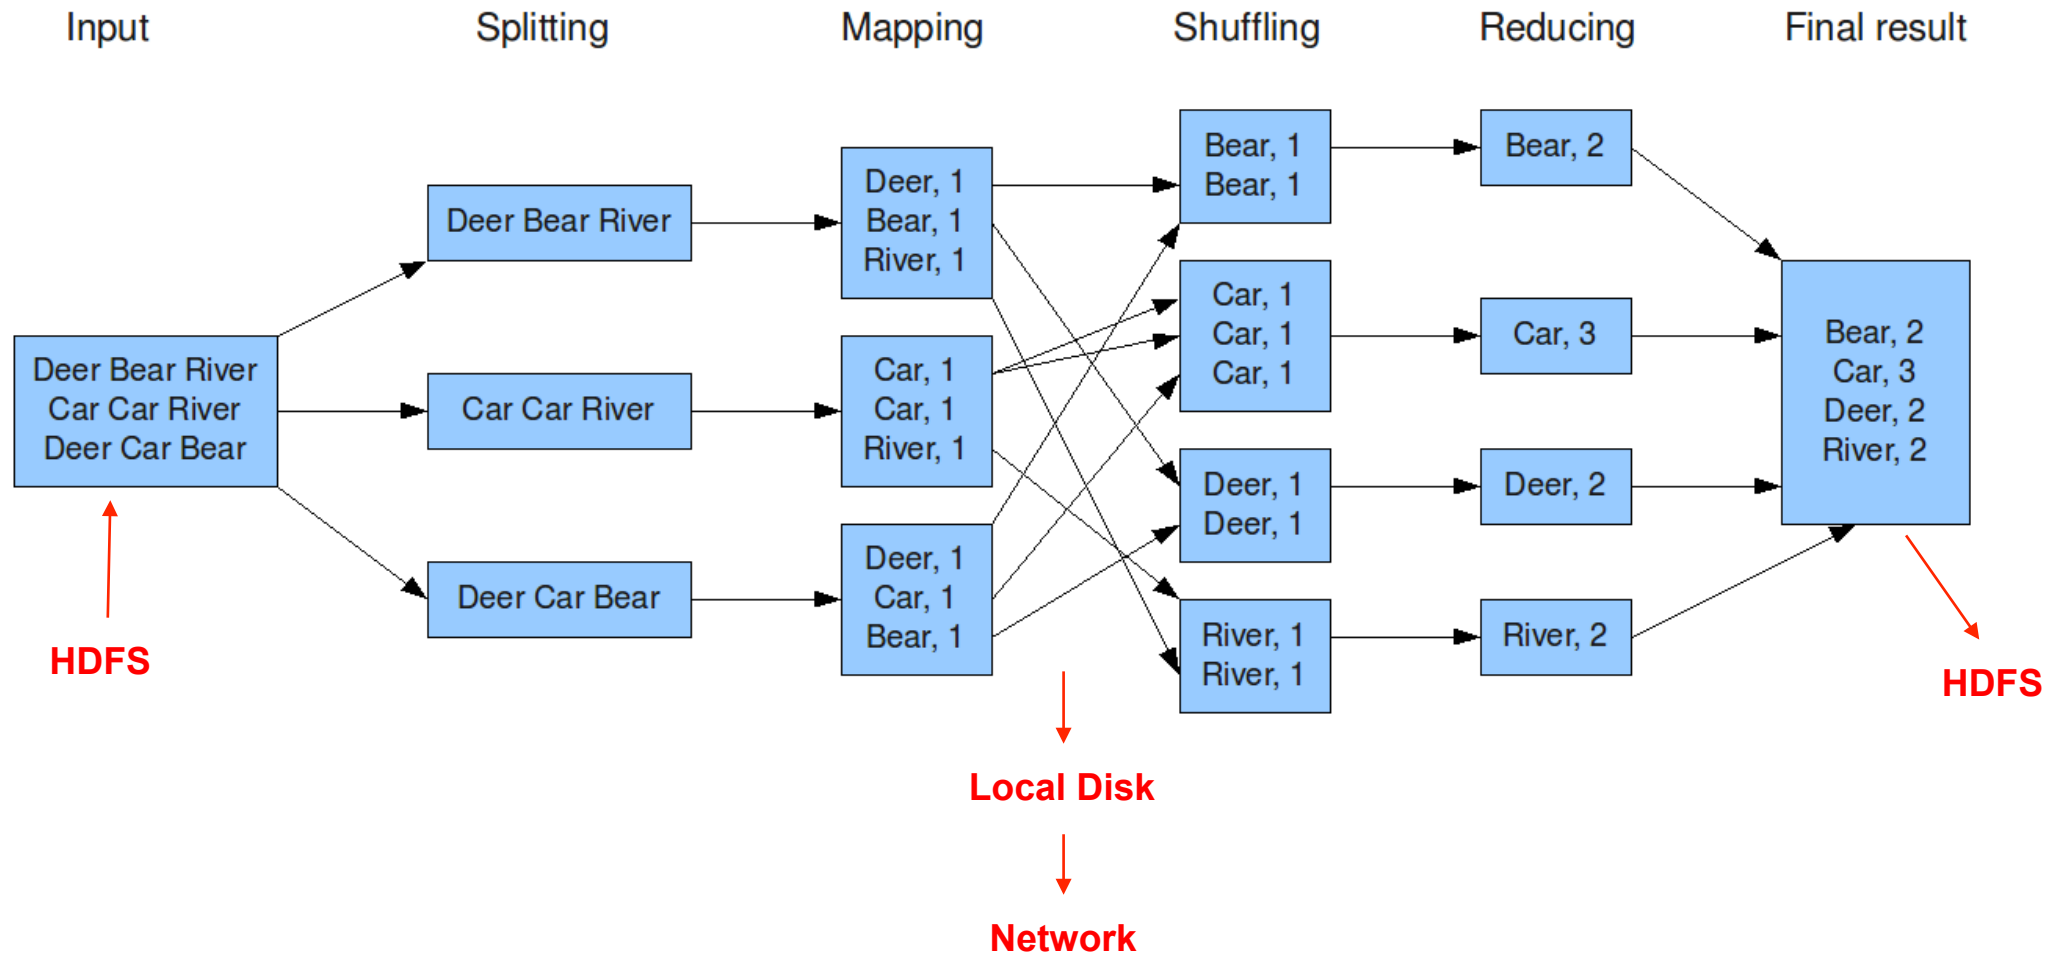 Input
Splitting
Mapping
Shuffling
Reducing
Final result
Deer Bear River
Car Car River
Deer Car Bear
HDFS
Deer Bear River
Car Car River
Deer Car Bear
Deer, 1
Bear, 1
River, 1
Car, 1
Car, 1
River, 1
Deer, 1
Car, 1
Bear, 1
Local Disk
Network
Bear, 1
Bear, 1
Car, 1
Car, 1
Car, 1
Deer, 1
Deer, 1
River, 1
River, 1
Bear, 2
Car, 3
Deer, 2
River, 2
Bear, 2
Car, 3
Deer, 2
River, 2
HDFS